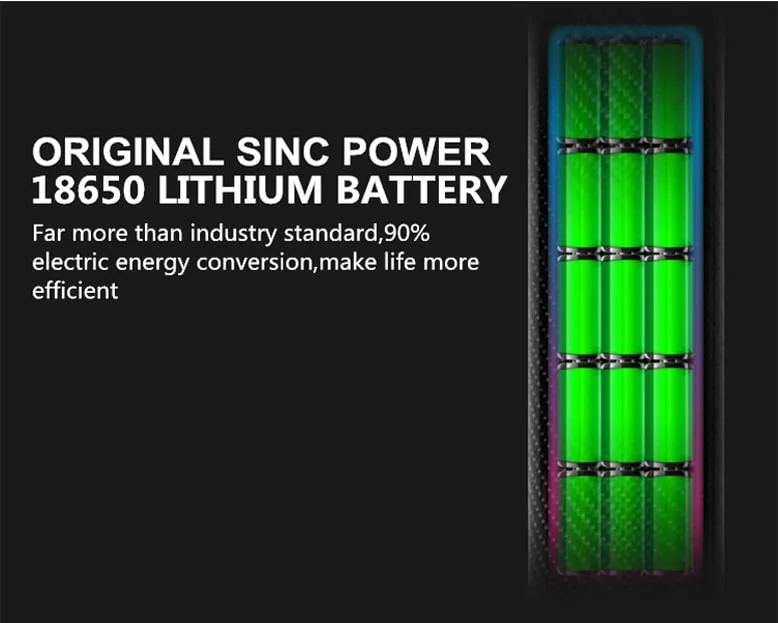 ORIGINAL SINC POWER
18650 LITHIUM BATTERY
Far more than industry standard,90%
electric energy conversion,make life more
efficient